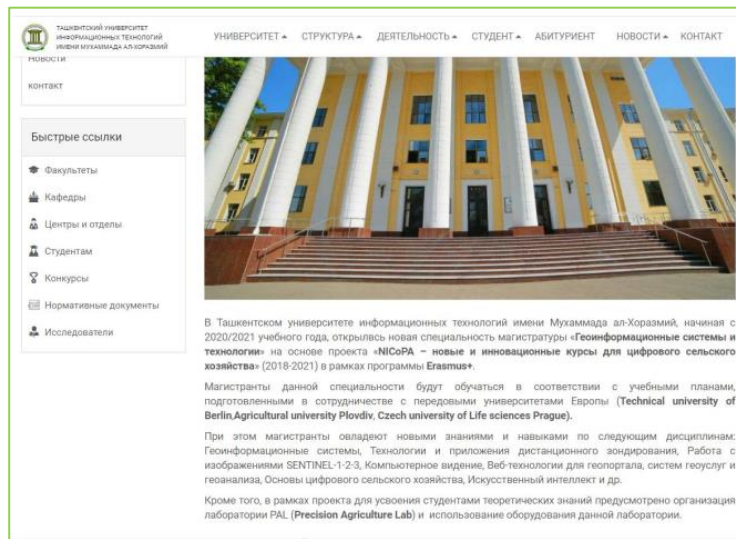 ТАШКЕНТСКИЙ УНИВЕРСИТЕТ
ИНФОРМАЦИОННЫХ ТЕХНОЛОГИЙ
ИМЕНИ МУХАММАДА АЛ-ХОРАЗМИЙ
УНИВЕРСИТЕТ СТРУКТУРА ДЕЯТЕЛЬНОСТЬ СТУДЕНТ АБИТУРИЕНТ НОВОСТИ КОНТАКТ
НОВОСТИ
КОНТАКТ
Быстрые ссылки
Факультеты
Кафедры
Центры и отделы
Студентам
Конкурсы
Нормативные документы
Исследователи
В Ташкентском университете информационных технологий имени Мухаммада ал-Хоразмий, начиная с
2020/2021 учебного года, открылвсь новая специальность магистратуры «Геоинформационные системы и
технологии» на основе проекта «NICoPA – новые и инновационные курсы для цифрового сельского
хозяйства» (2018-2021) в рамках программы Erasmus+.
Магистранты данной специальности будут обучаться в соответствии с учебными планами,
подготовленными в сотрудничестве с передовыми университетами Европы (Technical university of
Berlin,Agricultural university Plovdiv, Czech university of Life sciences Prague).
При этом магистранты овладеют новыми знаниями и навыками по следующим дисциплинам:
Геоинформационные системы, Технологии и приложения дистанционного зондирования, Работа с
изображениями SENTINEL-1-2-3, Компьютерное видение, Веб-технологии для геопортала, систем геоуслуг и
геоанализа, Основы цифрового сельского хозяйства, Искусственный интеллект и др.
Кроме того, в рамках проекта для усвоения студентами теоретических знаний предусмотрено организация
лаборатории PAL (Precision Agriculture Lab) и использование оборудования данной лаборатории.